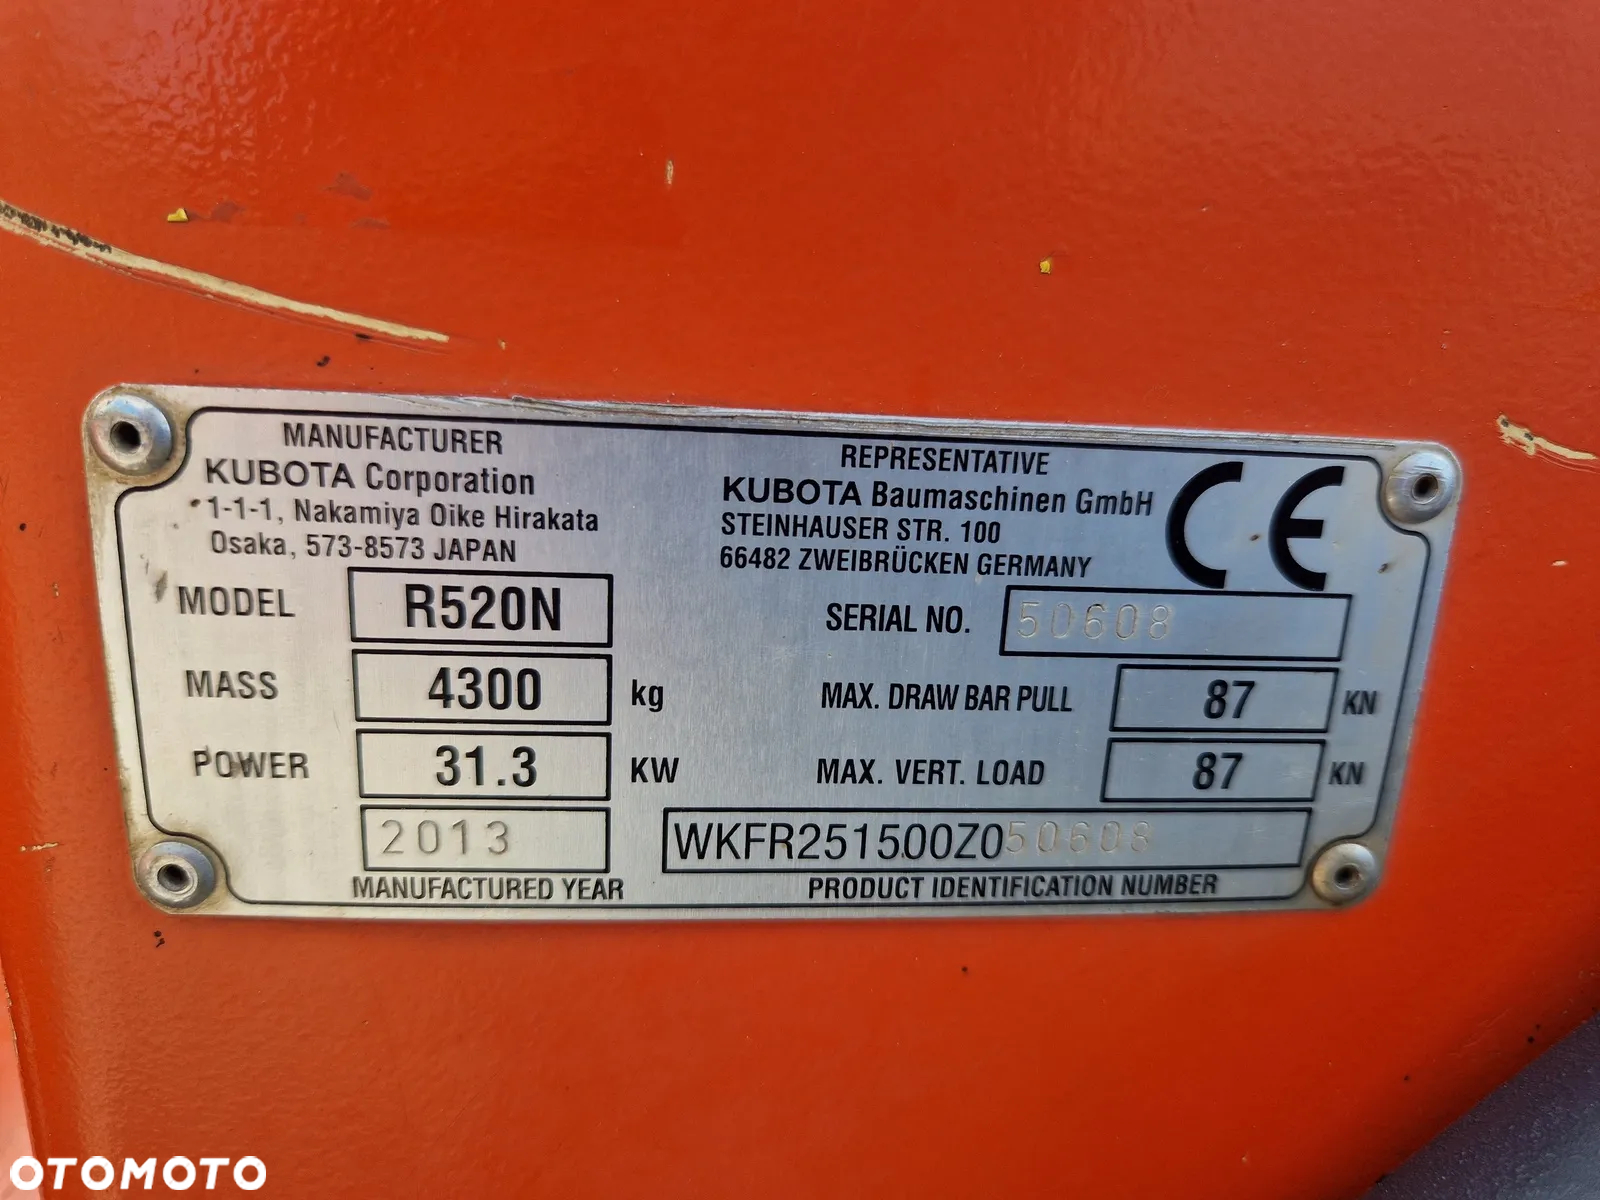 MANUFACTURER
KUBOTA Corporation
1-1-1, Nakamiya Oike Hirakata
Osaka, 573-8573 JAPAN
REPRESENTATIVE
KUBOTA Baumaschinen GmbH
STEINHAUSER STR. 100
66482 ZWEIBRÜCKEN GERMANY
CE
MODEL R520N
SERIAL NO. 50608
MASS 4300 kg
MAX. DRAW BAR PULL 87 KN
POWER 31.3 KW
MAX. VERT. LOAD 87 KN
2013
MANUFACTURED YEAR
WKFR251500Z050608
PRODUCT IDENTIFICATION NUMBER
OTOMOTO